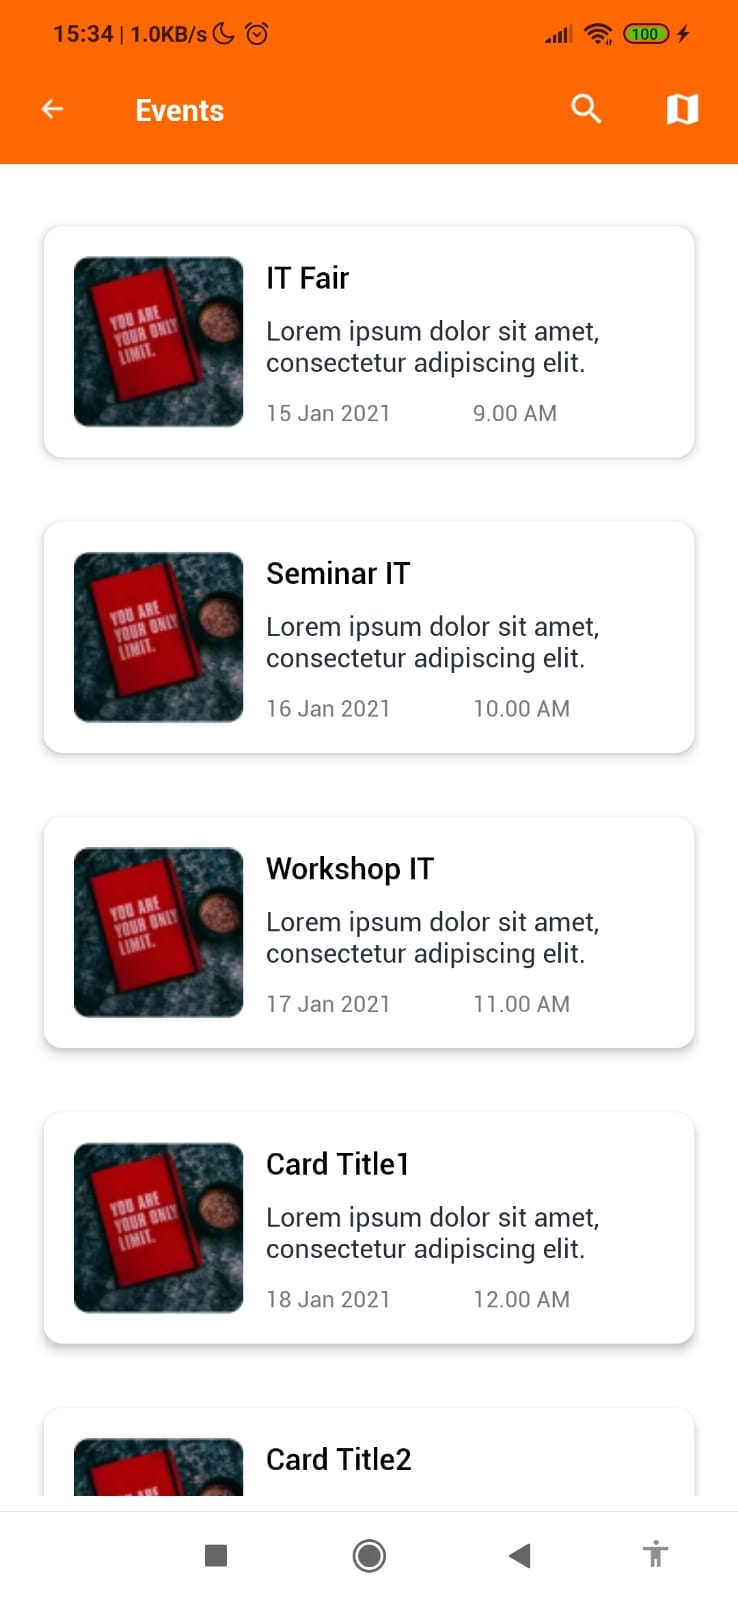 15:34 | 1.0KB/s
100
Events
YOU ARE
YOUR ONLY
LIMIT.
IT Fair
Lorem ipsum dolor sit amet,
consectetur adipiscing elit.
15 Jan 2021 9.00 AM
YOU ARE
YOUR ONLY
LIMIT.
Seminar IT
Lorem ipsum dolor sit amet,
consectetur adipiscing elit.
16 Jan 2021 10.00 AM
YOU ARE
YOUR ONLY
LIMIT.
Workshop IT
Lorem ipsum dolor sit amet,
consectetur adipiscing elit.
17 Jan 2021 11.00 AM
YOU ARE
YOUR ONLY
LIMIT.
Card Title1
Lorem ipsum dolor sit amet,
consectetur adipiscing elit.
18 Jan 2021 12.00 AM
Card Title2